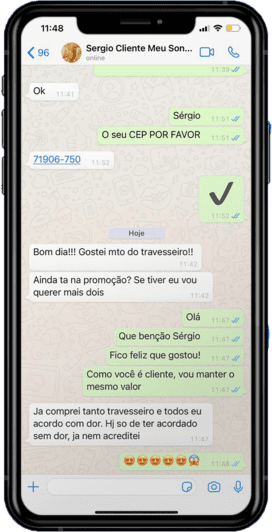 11:48
96
Sergio Cliente Meu Son...
online
11:39
Ok 11:41
Sérgio 11:51
O seu CEP POR FAVOR 11:51
71906-750 11:52
11:52
Hoje
Bom dia!!! Gostei mto do travesseiro!!
11:42
Ainda ta na promoção? Se tiver eu vou
querer mais dois 11:43
Olá 11:47
Que benção Sérgio 11:47
Fico feliz que gostou! 11:47
Como você é cliente, vou manter o
mesmo valor 11:47
Ja comprei tanto travesseiro e todos eu
acordo com dor. Hj so de ter acordado
sem dor, ja nem acreditei 11:47
😍😍😍😍😍😱 11:48